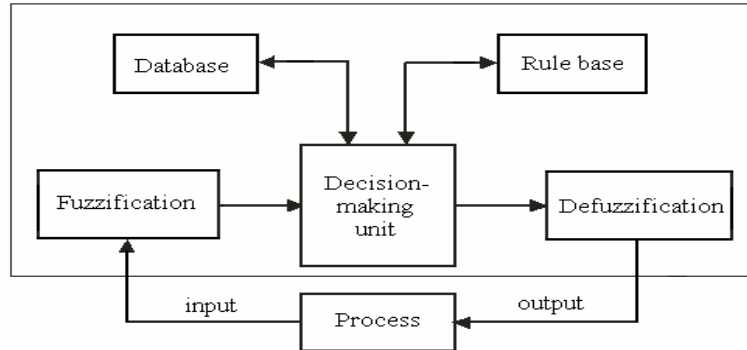 Database
Rule base
Fuzzification
Decision-
making
unit
Defuzzification
input
Process
output